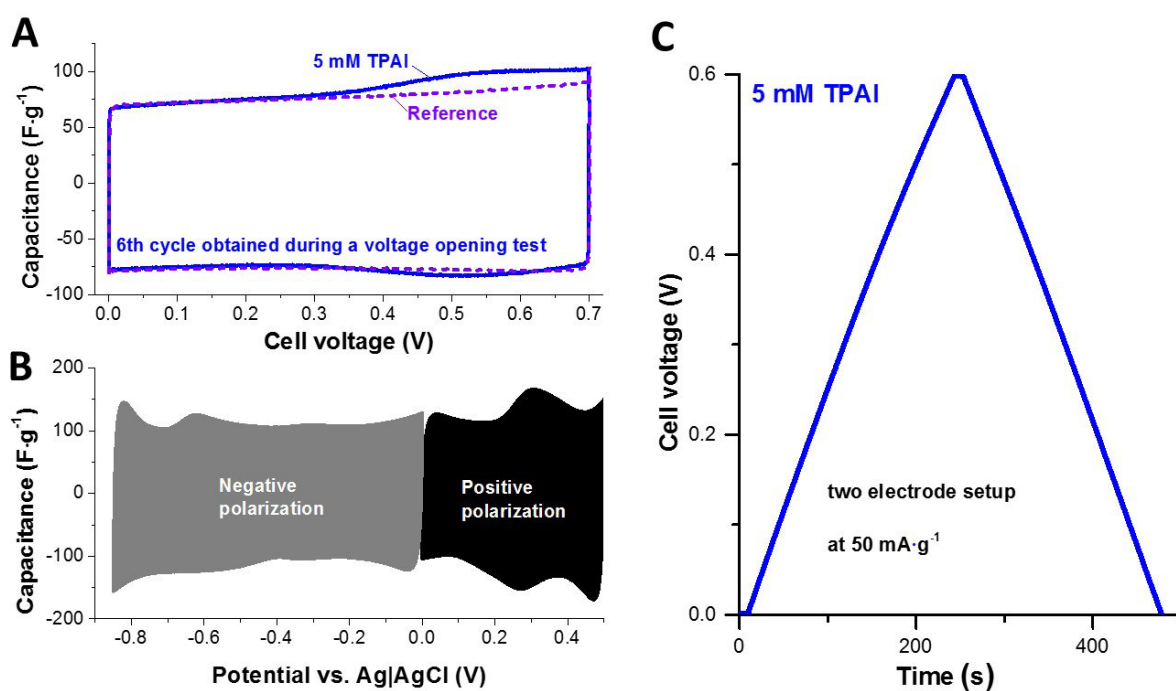 A
Capacitance (F·g⁻¹)
100
50
0
-50
-100
5 mM TPAI
Reference
6th cycle obtained during a voltage opening test
0.0 0.1 0.2 0.3 0.4 0.5 0.6 0.7
Cell voltage (V)
B
Capacitance (F·g⁻¹)
200
100
0
-100
-200
Negative
polarization
Positive
polarization
-0.8 -0.6 -0.4 -0.2 0.0 0.2 0.4
Potential vs. Ag|AgCl (V)
C
Cell voltage (V)
0.6
0.4
0.2
0.0
5 mM TPAI
two electrode setup
at 50 mA·g⁻¹
0 200 400
Time (s)